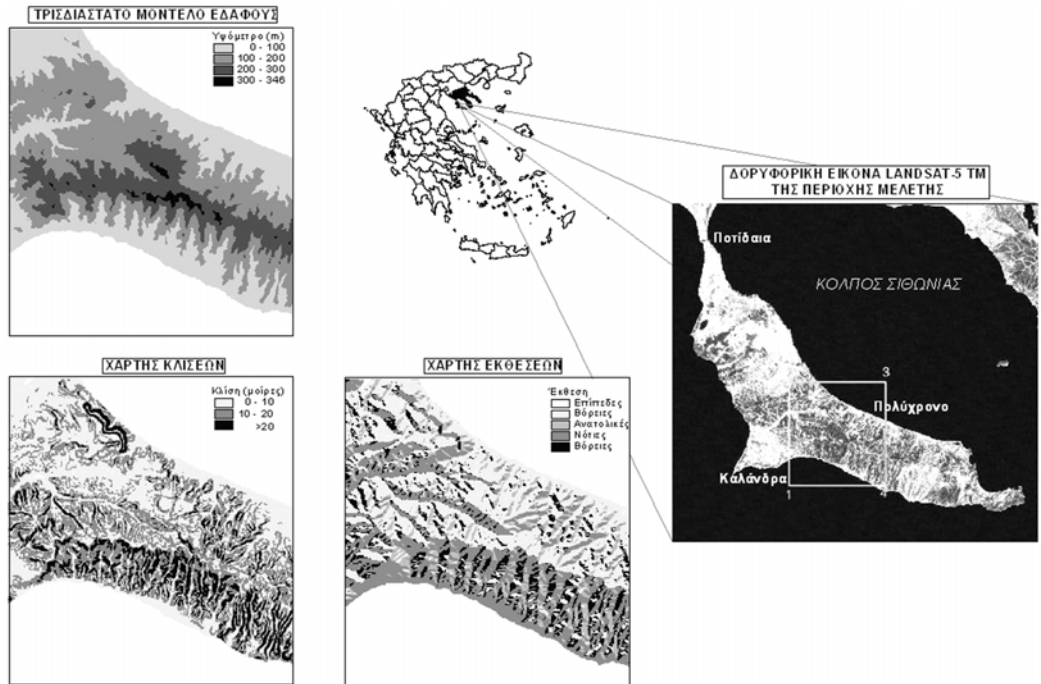 ΤΡΙΣΔΙΑΣΤΑΤΟ ΜΟΝΤΕΛΟ ΕΔΑΦΟΥΣ
Υψόμετρο (m)
0 - 100
100 - 200
200 - 300
300 - 346
ΔΟΡΥΦΟΡΙΚΗ ΕΙΚΟΝΑ LANDSAT-5 TM
ΤΗΣ ΠΕΡΙΟΧΗΣ ΜΕΛΕΤΗΣ
Ποτίδαια
ΚΟΛΠΟΣ ΣΙΘΩΝΙΑΣ
3
Πολύχρονο
Καλάνδρα
1
4
ΧΑΡΤΗΣ ΚΛΙΣΕΩΝ
Κλίση (μοίρες)
0 - 10
10 - 20
>20
ΧΑΡΤΗΣ ΕΚΘΕΣΕΩΝ
Έκθεση
Επίπεδες
Βόρειες
Ανατολικές
Νότιες
Βόρειες